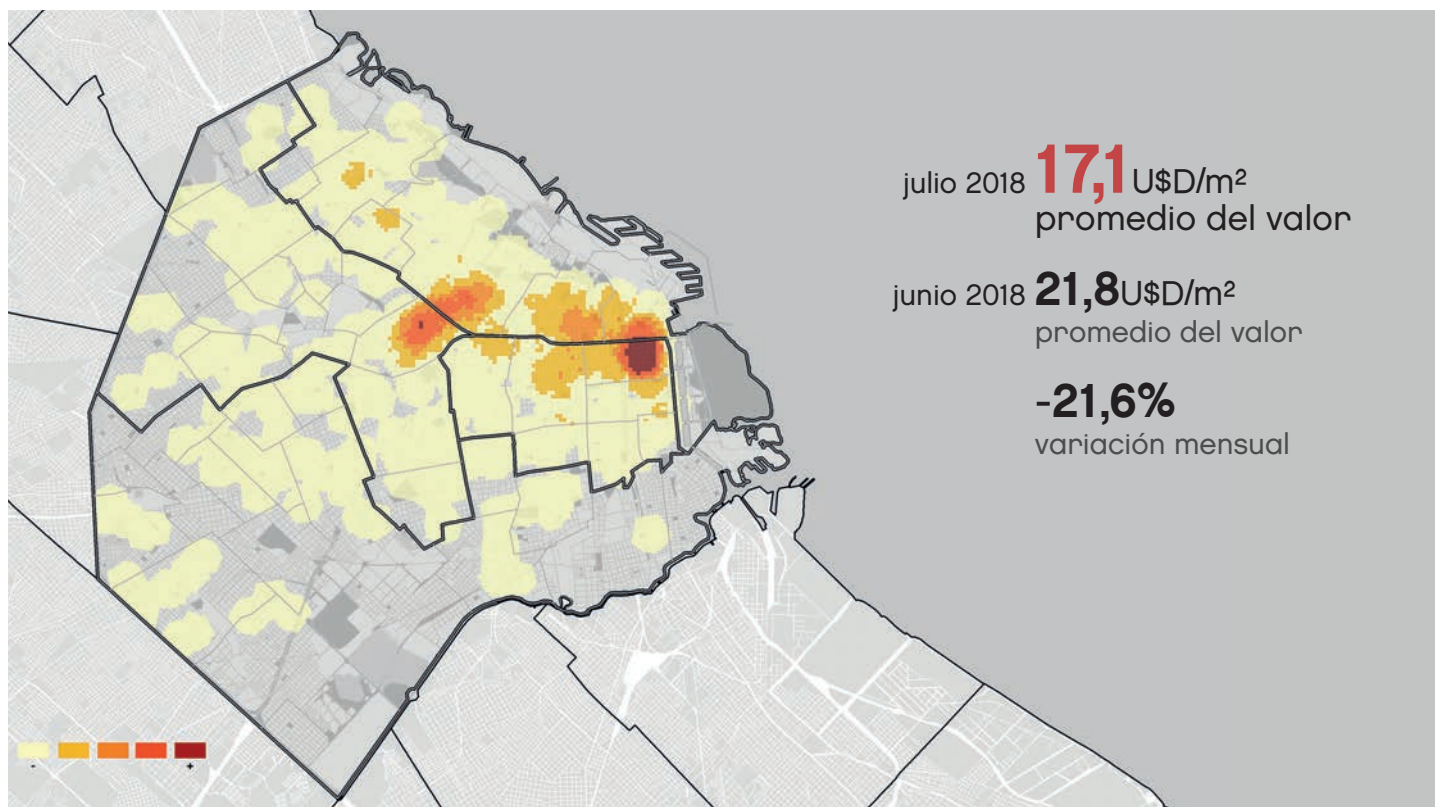 julio 2018 17,1 U$D/m²
promedio del valor
junio 2018 21,8U$D/m²
promedio del valor
-21,6%
variación mensual
- +